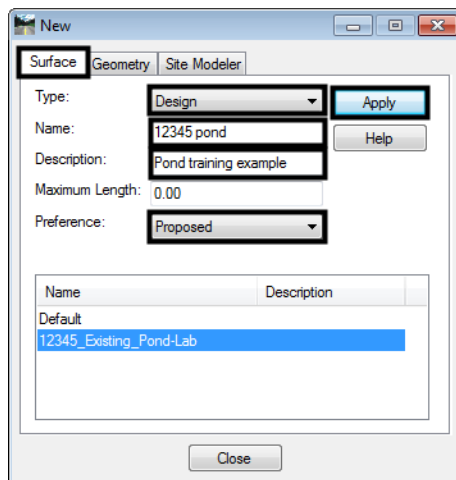 New
Surface Geometry Site Modeler
Type: Design Apply
Name: 12345 pond Help
Description: Pond training example
Maximum Length: 0.00
Preference: Proposed
Name Description
Default
12345_Existing_Pond-Lab
Close